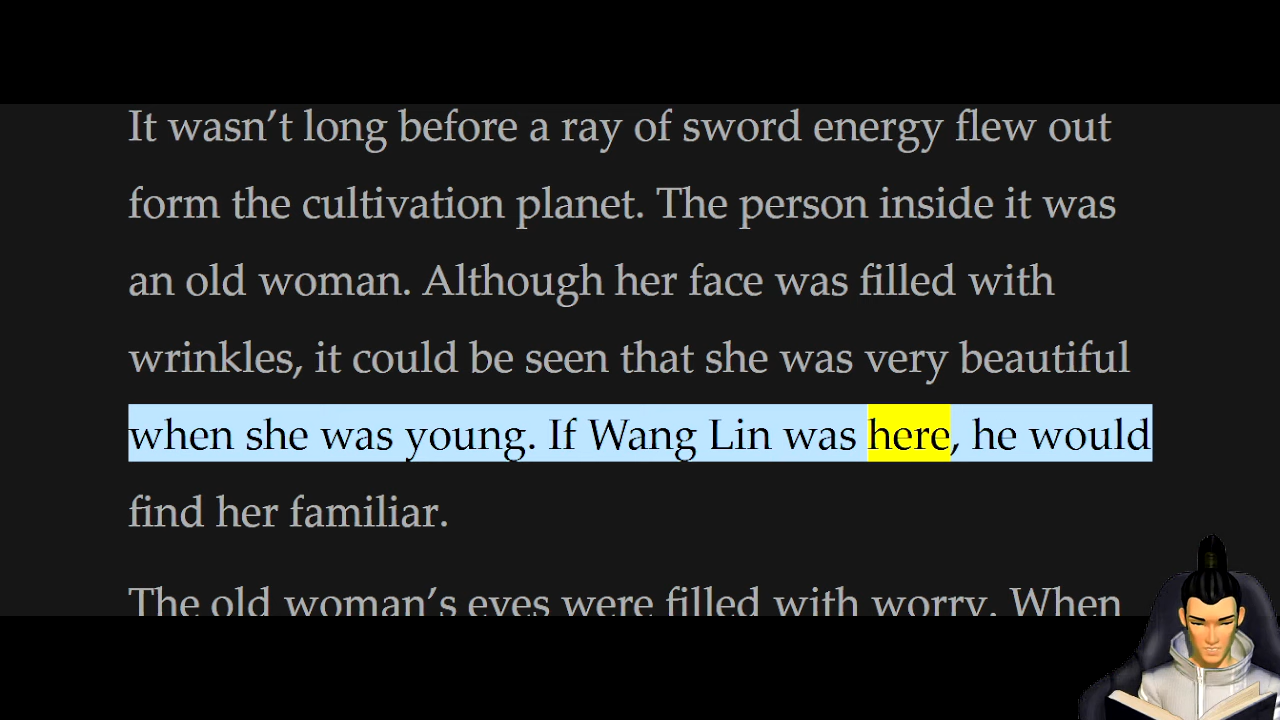 It wasn’t long before a ray of sword energy flew out
form the cultivation planet. The person inside it was
an old woman. Although her face was filled with
wrinkles, it could be seen that she was very beautiful
when she was young. If Wang Lin was here, he would
find her familiar.
The old woman’s eyes were filled with worry. When